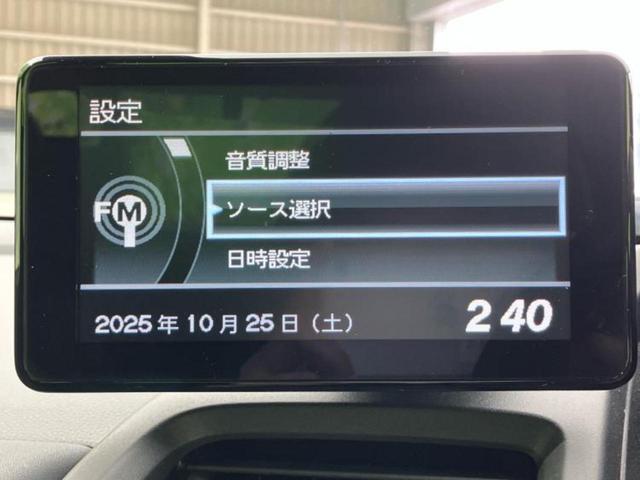 設定
音質調整
FM
ソース選択
日時設定
2025年10月25日（土）
2 40